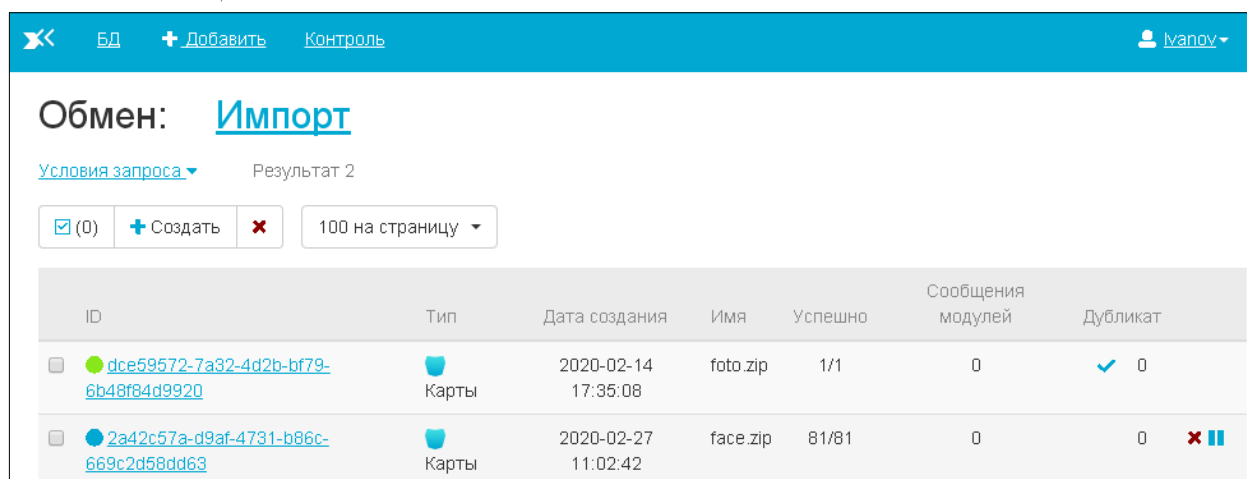 БД Добавить Контроль Ivanov
Обмен: Импорт
Условия запроса Результат 2
(0) Создать 100 на страницу
ID Тип Дата создания Имя Успешно Сообщения модулей Дубликат
dce59572-7a32-4d2b-bf79- Карты 2020-02-14 foto.zip 1/1 0 0
6b48f84d9920 17:35:08
2a42c57a-d9af-4731-b86c- Карты 2020-02-27 face.zip 81/81 0 0
669c2d58dd63 11:02:42